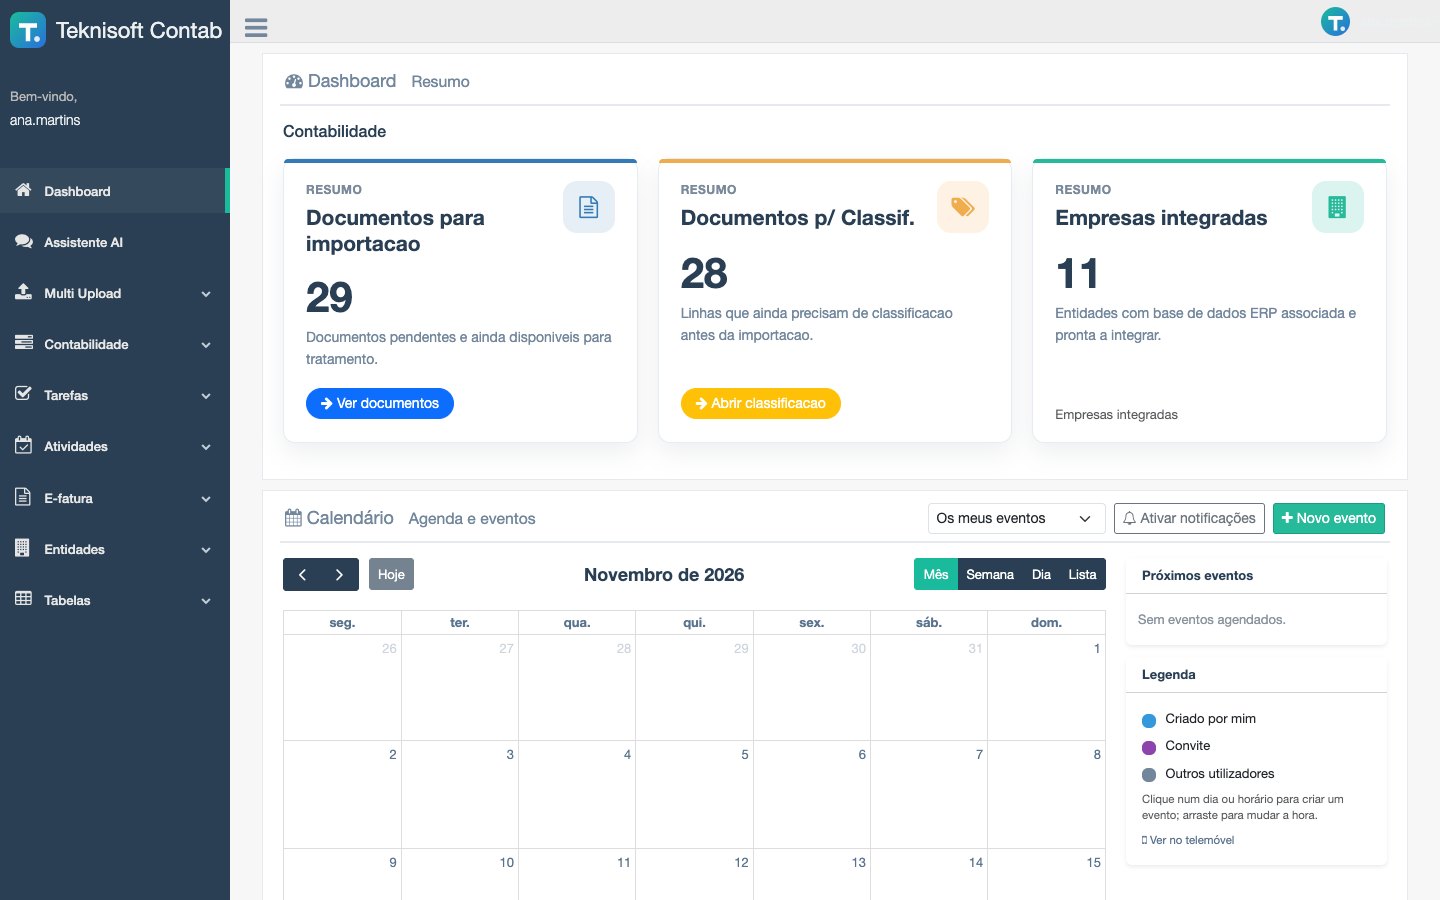 T. Teknisoft Contab
T.
Bem-vindo,
ana.martins
Dashboard
Assistente AI
Multi Upload
Contabilidade
Tarefas
Atividades
E-fatura
Entidades
Tabelas
Dashboard Resumo
Contabilidade
RESUMO
Documentos para
importacao
29
Documentos pendentes e ainda disponiveis para
tratamento.
Ver documentos
RESUMO
Documentos p/ Classif.
28
Linhas que ainda precisam de classificacao
antes da importacao.
Abrir classificacao
RESUMO
Empresas integradas
11
Entidades com base de dados ERP associada e
pronta a integrar.
Empresas integradas
Calendário Agenda e eventos
Os meus eventos
Ativar notificações
Novo evento
Hoje
Novembro de 2026
Mês Semana Dia Lista
seg. ter. qua. qui. sex. sáb. dom.
26 27 28 29 30 31 1
2 3 4 5 6 7 8
9 10 11 12 13 14 15
Próximos eventos
Sem eventos agendados.
Legenda
Criado por mim
Convite
Outros utilizadores
Clique num dia ou horário para criar um
evento; arraste para mudar a hora.
Ver no telemóvel